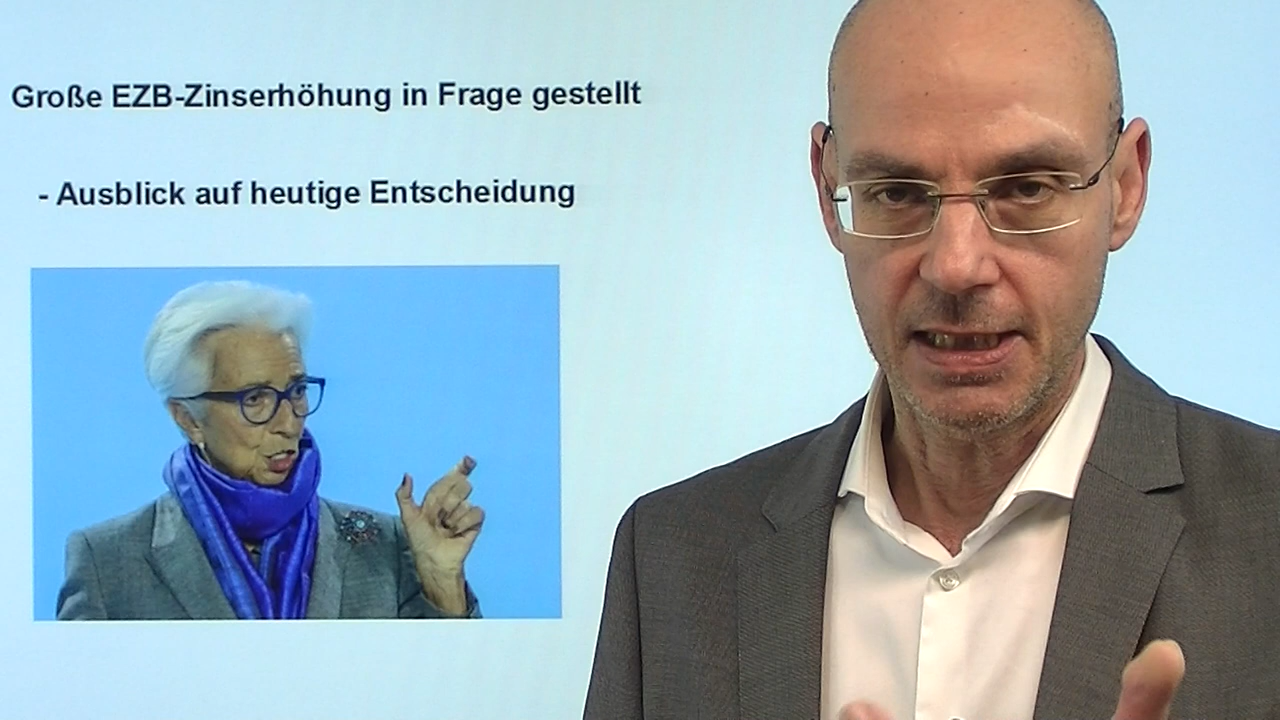 Große EZB-Zinserhöhung in Frage gestellt
- Ausblick auf heutige Entscheidung